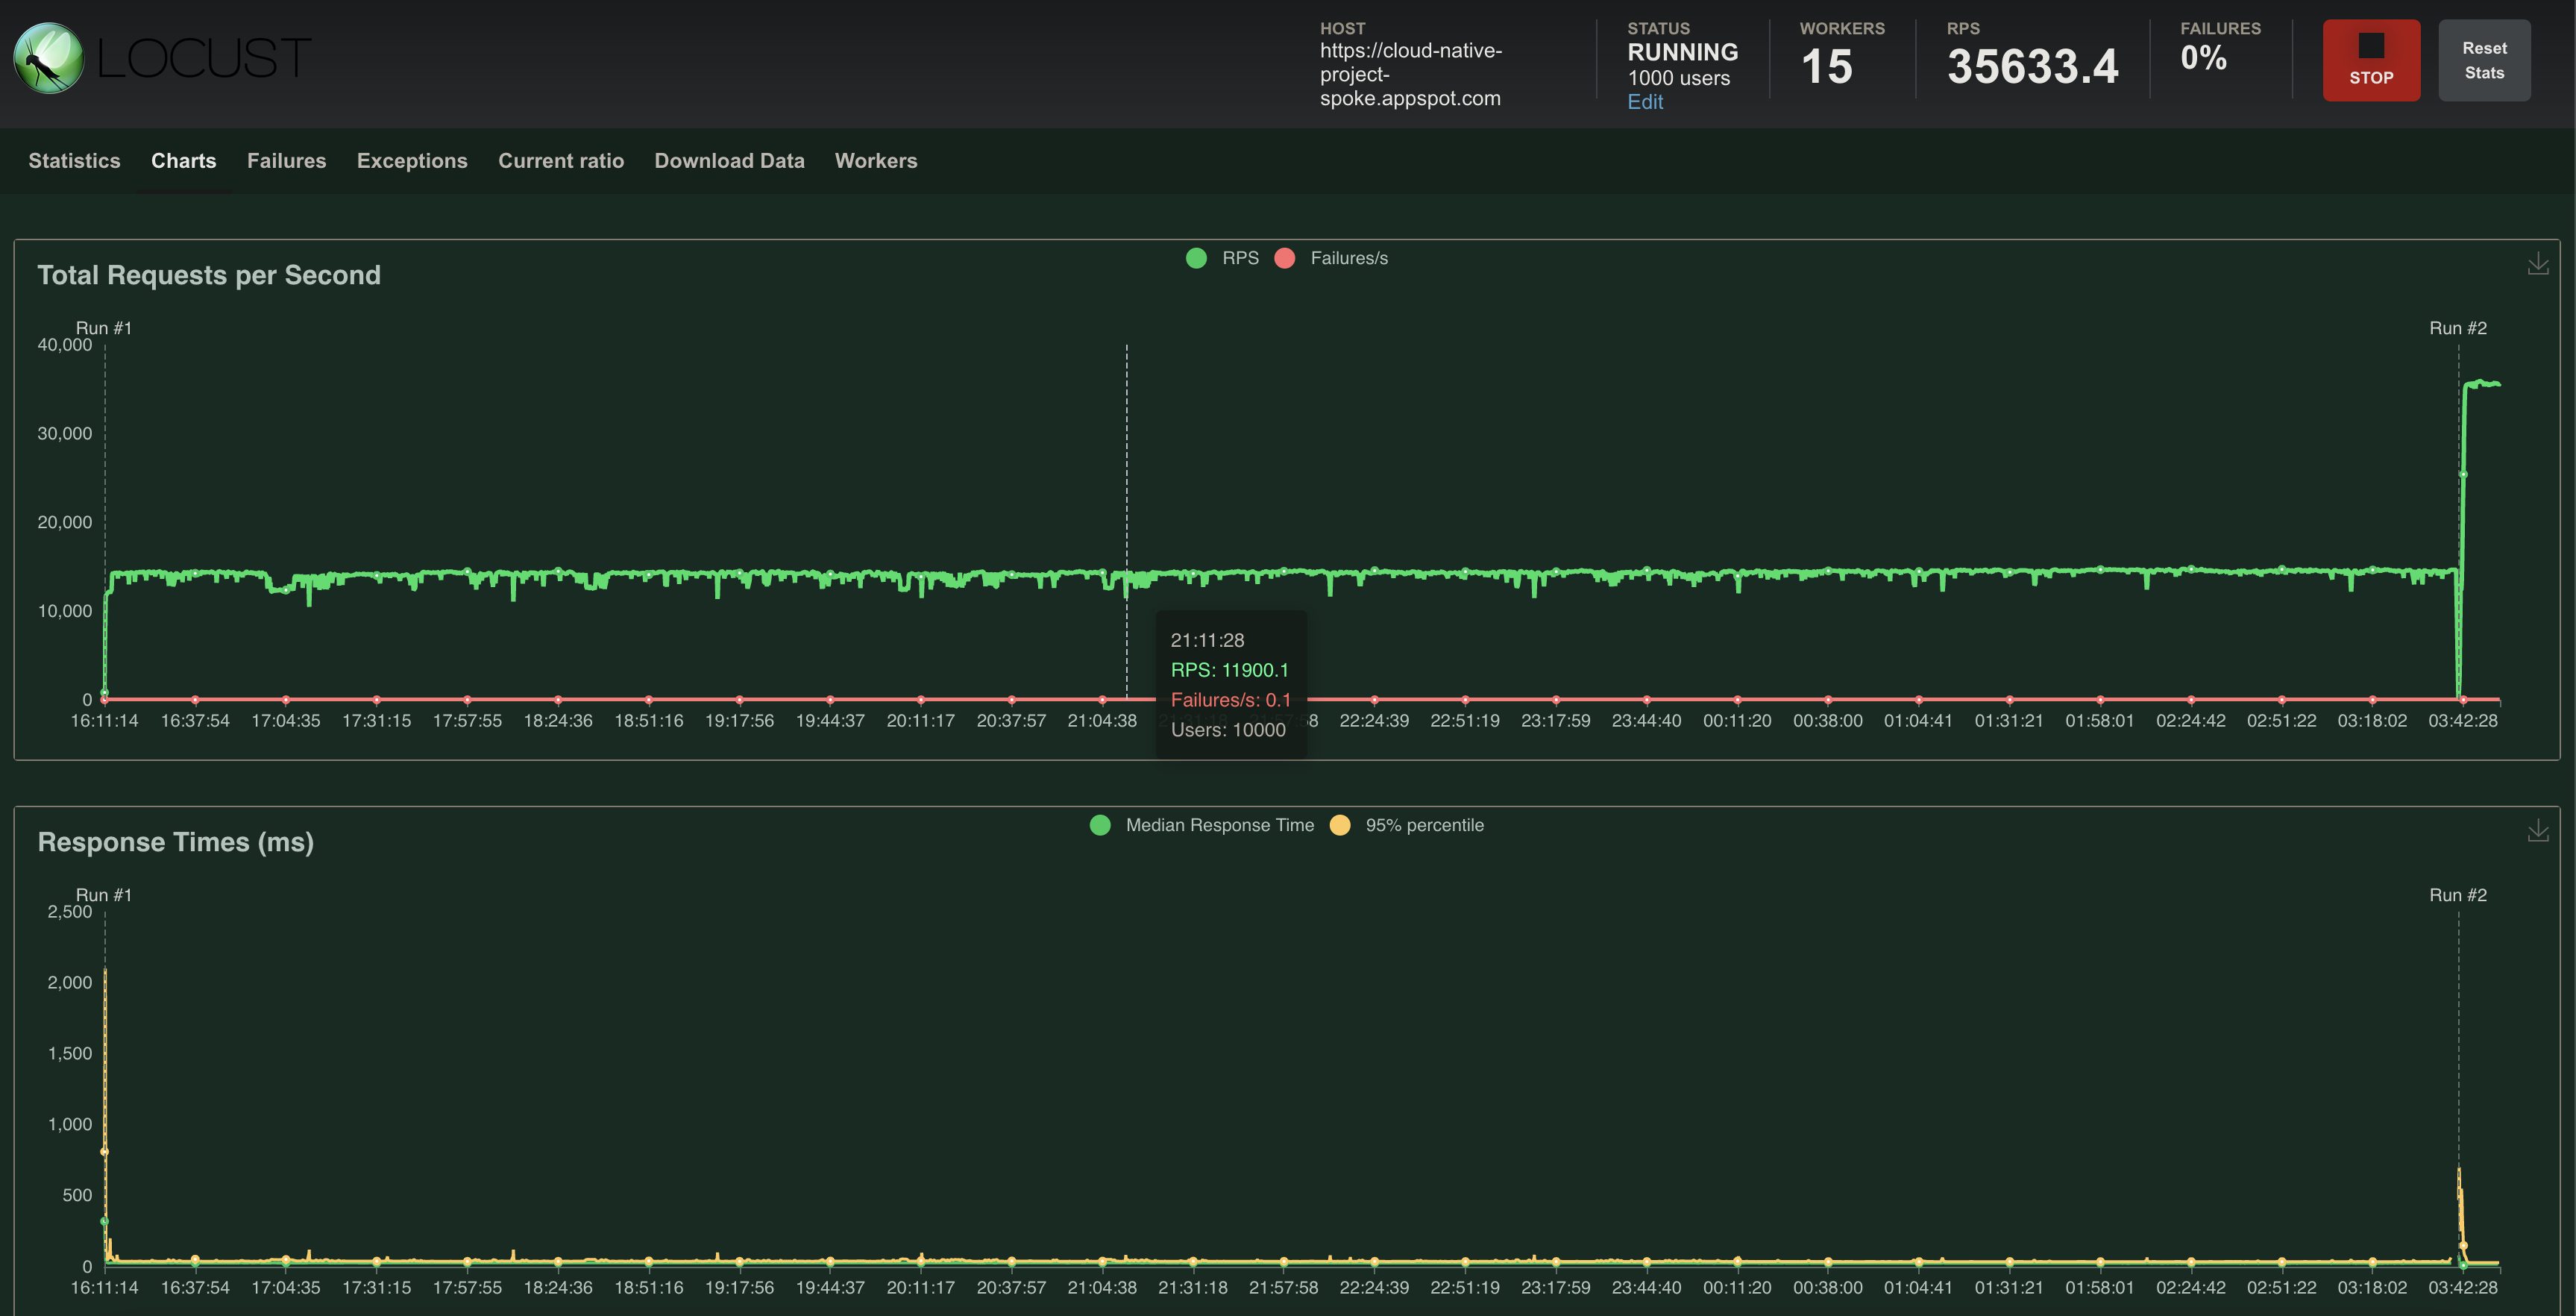 LOCUST
HOST
https://cloud-native-
project-
spoke.appspot.com
STATUS
RUNNING
1000 users
Edit
WORKERS
15
RPS
35633.4
FAILURES
0%
STOP
Reset
Stats
Statistics Charts Failures Exceptions Current ratio Download Data Workers
Total Requests per Second
RPS Failures/s
Run #1
Run #2
40,000
30,000
20,000
10,000
0
21:11:28
RPS: 11900.1
Failures/s: 0.1
Users: 10000
16:11:14 16:37:54 17:04:35 17:31:15 17:57:55 18:24:36 18:51:16 19:17:56 19:44:37 20:11:17 20:37:57 21:04:38 22:24:39 22:51:19 23:17:59 23:44:40 00:11:20 00:38:00 01:04:41 01:31:21 01:58:01 02:24:42 02:51:22 03:18:02 03:42:28
Response Times (ms)
Median Response Time 95% percentile
Run #1
Run #2
2,500
2,000
1,500
1,000
500
0
16:11:14 16:37:54 17:04:35 17:31:15 17:57:55 18:24:36 18:51:16 19:17:56 19:44:37 20:11:17 20:37:57 21:04:38 21:31:18 21:57:58 22:24:39 22:51:19 23:17:59 23:44:40 00:11:20 00:38:00 01:04:41 01:31:21 01:58:01 02:24:42 02:51:22 03:18:02 03:42:28